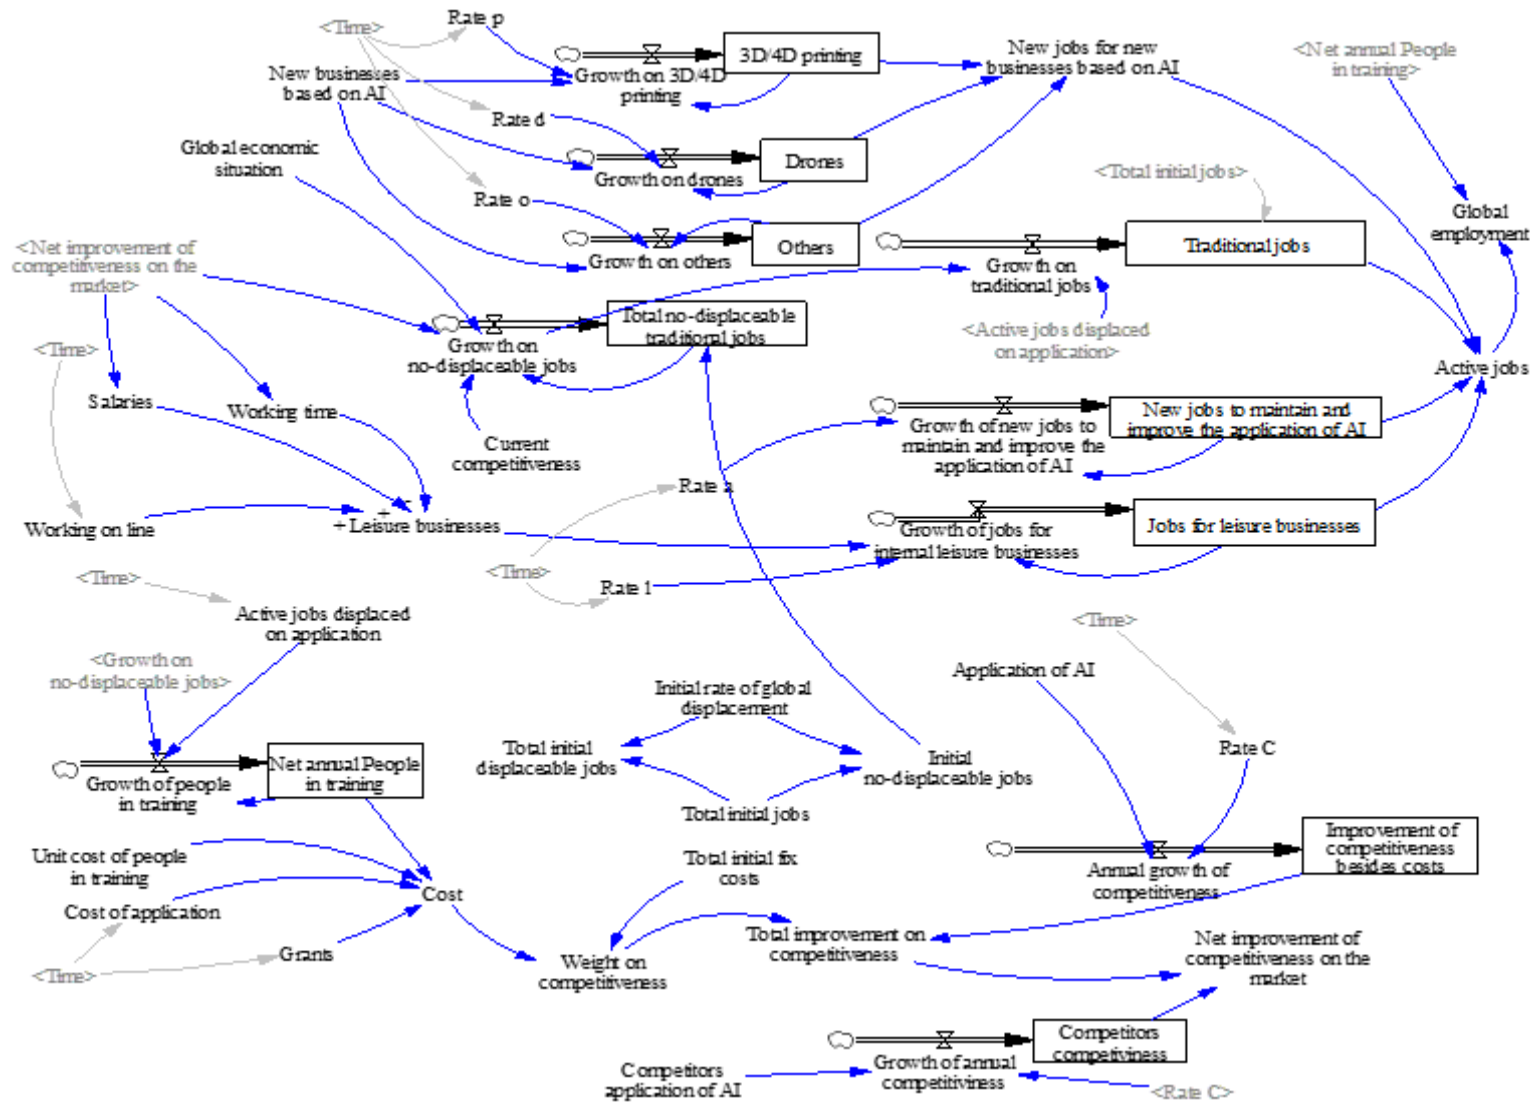 <Time>
Rate p
3D/4D printing
New jobs for new
businesses based on AI
<Net annual People
in training>
New businesses
based on AI
Growth on 3D/4D
printing
Rate d
Global economic
situation
Drones
Growth on drones
<Total initial jobs>
Rate o
Global
employment
Others
Growth on others
Traditional jobs
<Net improvement of
competitiveness on the
market>
Growth on
traditional jobs
Total no-displaceable
traditional jobs
<Active jobs displaced
on application>
<Time>
Growth on
no-displaceable jobs
Active jobs
Salaries
Working time
New jobs to maintain and
improve the application of AI
Growth of new jobs to
maintain and improve the
application of AI
Current
competitiveness
Rate a
Working on line
+
-
+ Leisure businesses
Jobs for leisure businesses
Growth of jobs for
internal leisure businesses
<Time>
Rate l
<Time>
Active jobs displaced
on application
<Time>
<Growth on
no-displaceable jobs>
Application of AI
Initial rate of global
displacement
Total initial
displaceable jobs
Initial
no-displaceable jobs
Rate C
Net annual People
in training
Growth of people
in training
Total initial jobs
Improvement of
competitiveness
besides costs
Unit cost of people
in training
Total initial fix
costs
Annual growth of
competitiveness
Cost
Cost of application
Total improvement on
competitiveness
Net improvement of
competitiveness on the
market
<Time>
Grants
Weight on
competitiveness
Competitors
competiviness
Growth of annual
competitiviness
Competitors
application of AI
<Rate C>